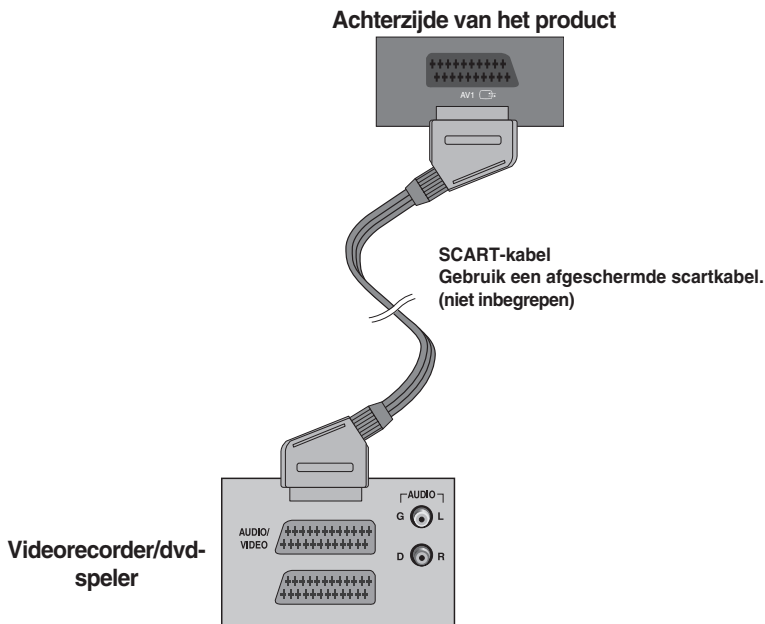 Achterzijde van het product
AV1
SCART-kabel
Gebruik een afgeschermde scartkabel.
(niet inbegrepen)
AUDIO
G L
AUDIO/
VIDEO
D R
Videorecorder/dvd-
speler